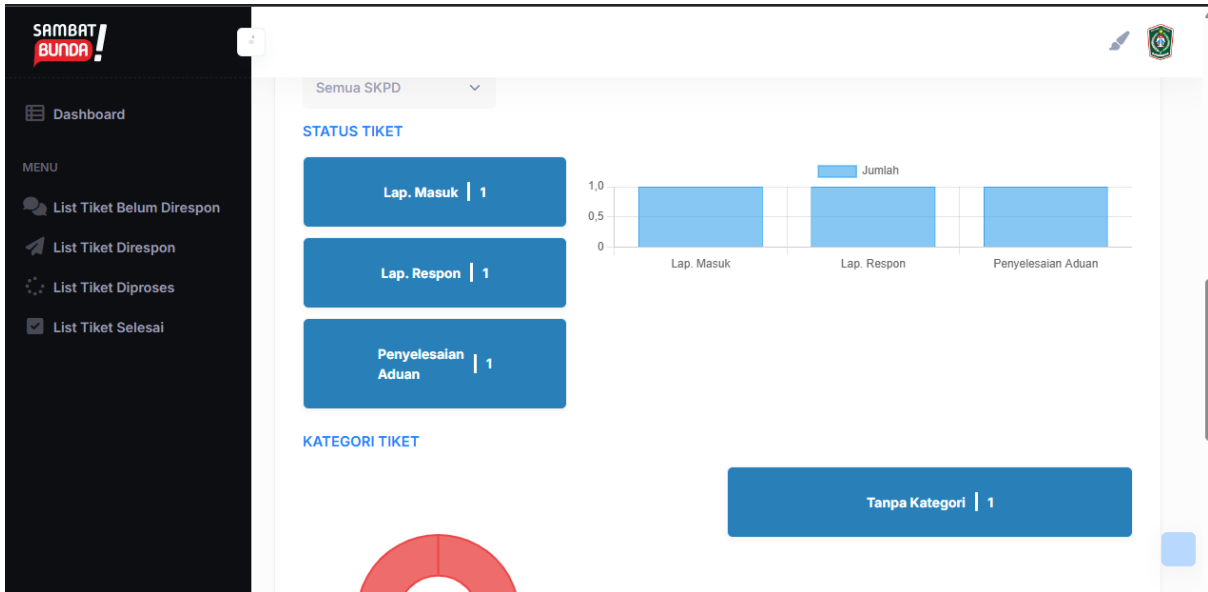 SAMBAT
BUNDA!
Dashboard
MENU
List Tiket Belum Direspon
List Tiket Direspon
List Tiket Diproses
List Tiket Selesai
Semua SKPD
STATUS TIKET
Lap. Masuk | 1
Lap. Respon | 1
Penyelesaian
Aduan | 1
Jumlah
1,0
0,5
0
Lap. Masuk Lap. Respon Penyelesaian Aduan
KATEGORI TIKET
Tanpa Kategori | 1